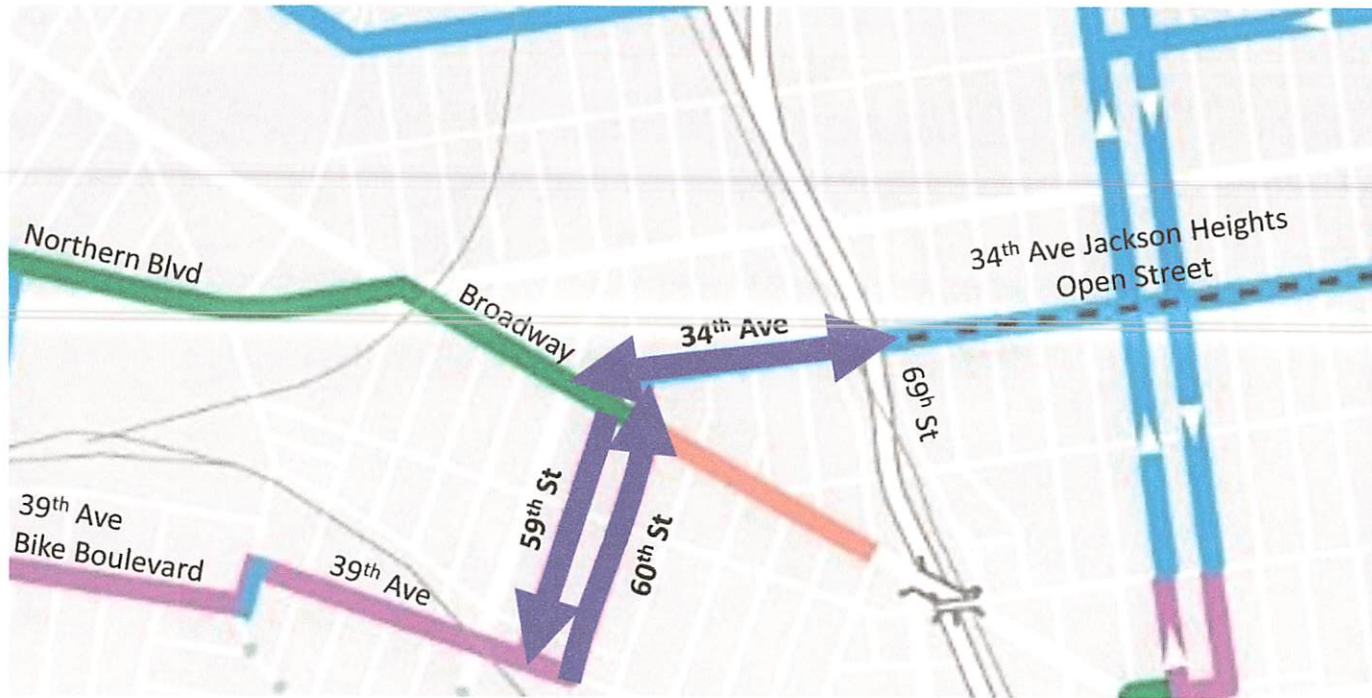 34th Ave Jackson Heights
Open Street
Northern Blvd
Broadway
34th Ave
69h St
59th St
60th St
39th Ave
Bike Boulevard
39th Ave